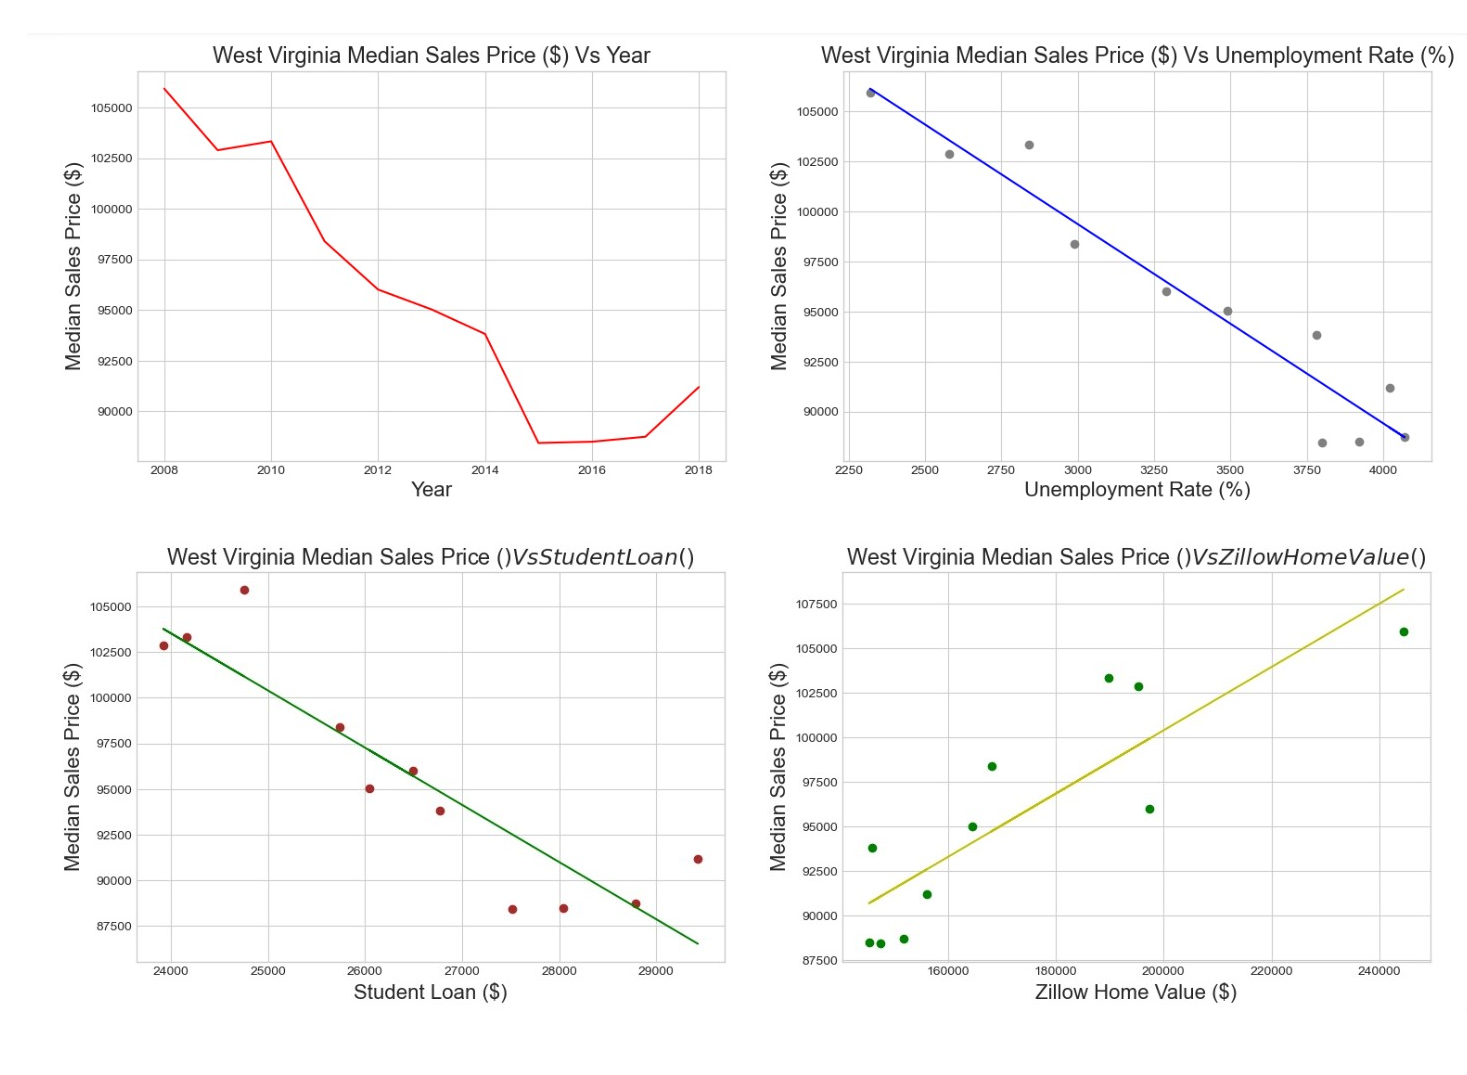 West Virginia Median Sales Price ($) Vs Year
105000
102500
100000
97500
95000
92500
90000
Median Sales Price ($)
2008 2010 2012 2014 2016 2018
Year
West Virginia Median Sales Price ($) Vs Unemployment Rate (%)
105000
102500
100000
97500
95000
92500
90000
Median Sales Price ($)
2250 2500 2750 3000 3250 3500 3750 4000
Unemployment Rate (%)
West Virginia Median Sales Price ()VsStudentLoan()
105000
102500
100000
97500
95000
92500
90000
87500
Median Sales Price ($)
24000 25000 26000 27000 28000 29000
Student Loan ($)
West Virginia Median Sales Price ()VsZillowHomeValue()
107500
105000
102500
100000
97500
95000
92500
90000
87500
Median Sales Price ($)
160000 180000 200000 220000 240000
Zillow Home Value ($)